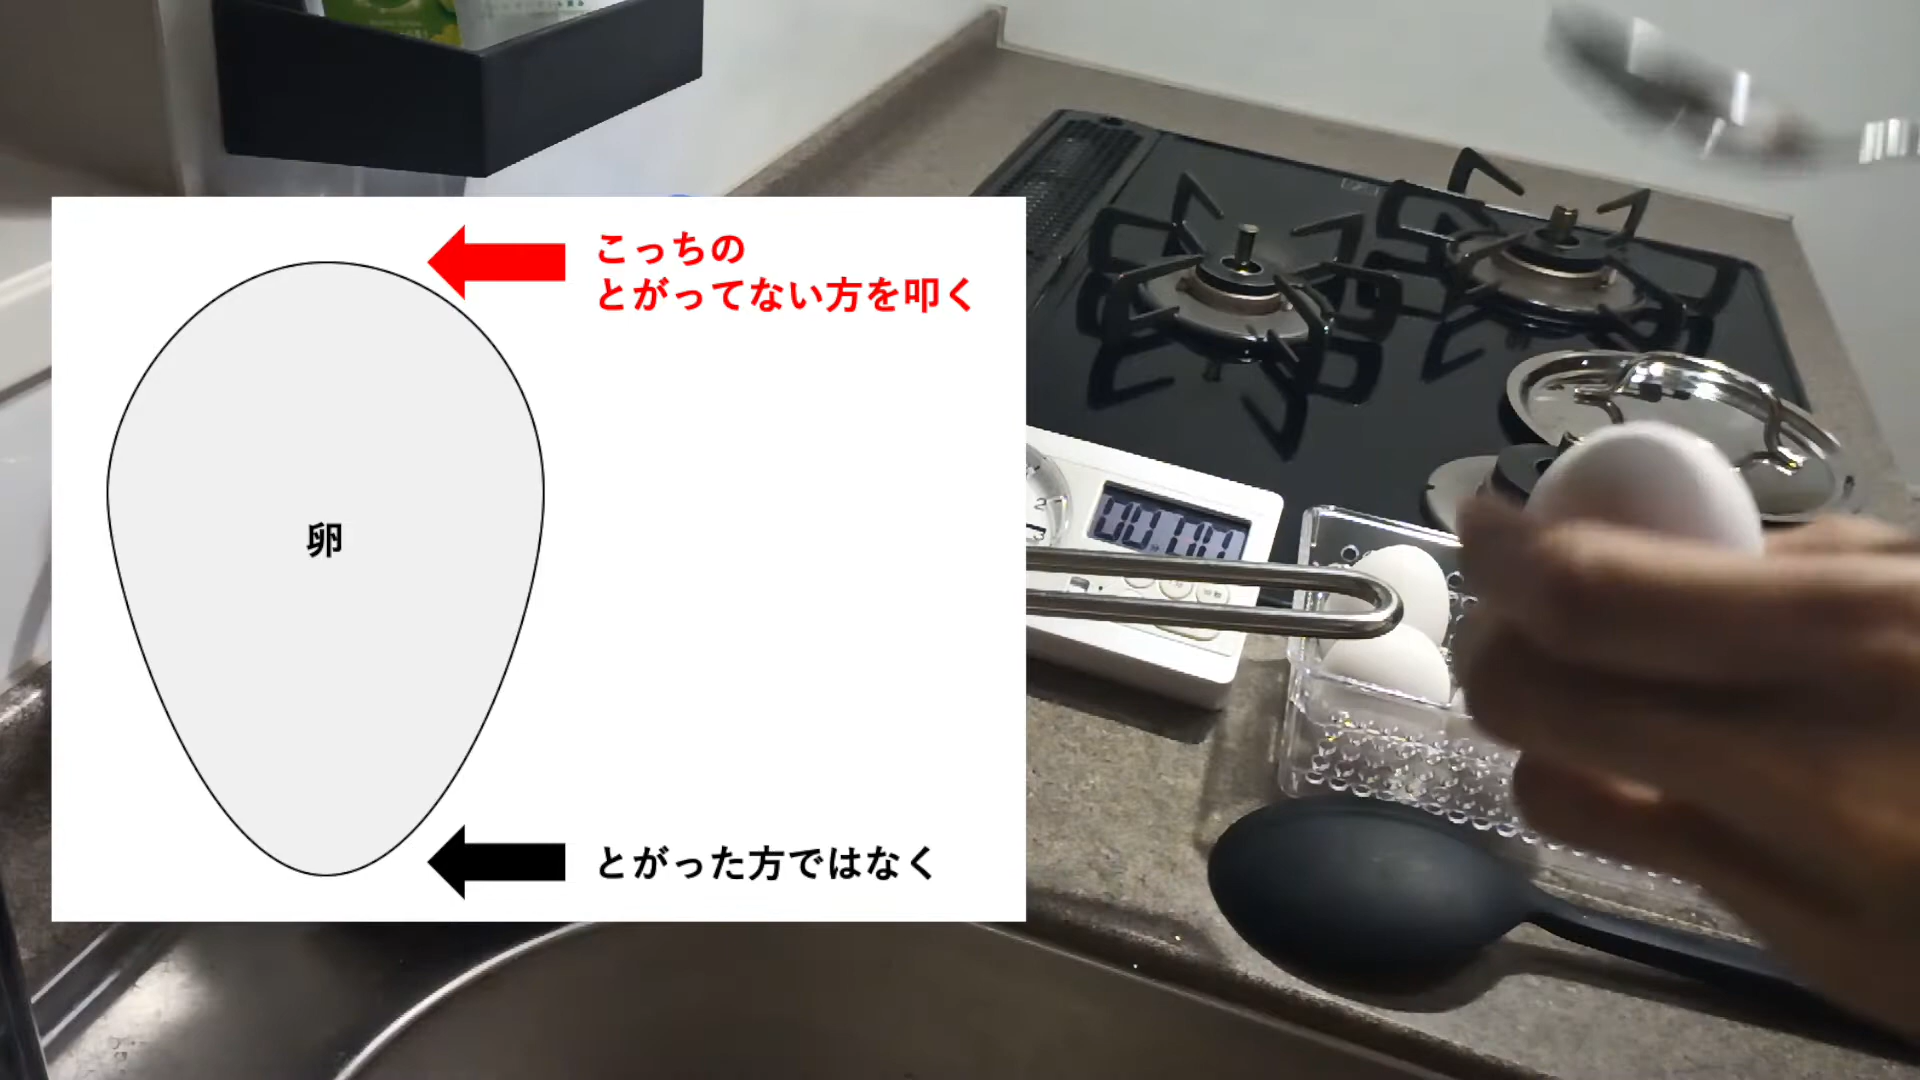 こっちの
とがってない方を叩く
卵
とがった方ではなく